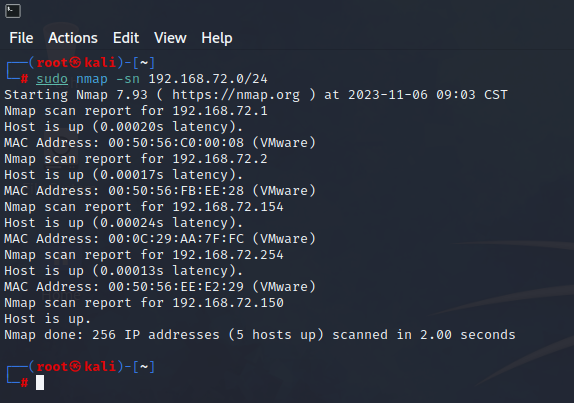 File Actions Edit View Help
┌──(root㉿kali)-[~]
└─# sudo nmap -sn 192.168.72.0/24
Starting Nmap 7.93 ( https://nmap.org ) at 2023-11-06 09:03 CST
Nmap scan report for 192.168.72.1
Host is up (0.00020s latency).
MAC Address: 00:50:56:C0:00:08 (VMware)
Nmap scan report for 192.168.72.2
Host is up (0.00017s latency).
MAC Address: 00:50:56:FB:EE:28 (VMware)
Nmap scan report for 192.168.72.154
Host is up (0.00024s latency).
MAC Address: 00:0C:29:AA:7F:FC (VMware)
Nmap scan report for 192.168.72.254
Host is up (0.00013s latency).
MAC Address: 00:50:56:EE:E2:29 (VMware)
Nmap scan report for 192.168.72.150
Host is up.
Nmap done: 256 IP addresses (5 hosts up) scanned in 2.00 seconds
┌──(root㉿kali)-[~]
└─#